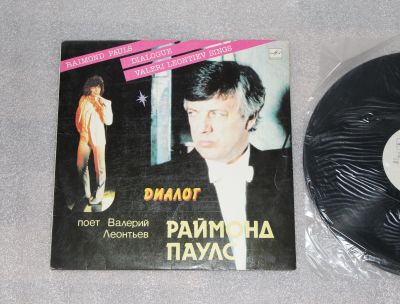 RAIMOND PAULS
DIALOGUE
VALERI LEONTIEV SINGS
ДИАЛОГ
поет Валерий
Леонтьев
РАЙМОНД
ПАУЛС